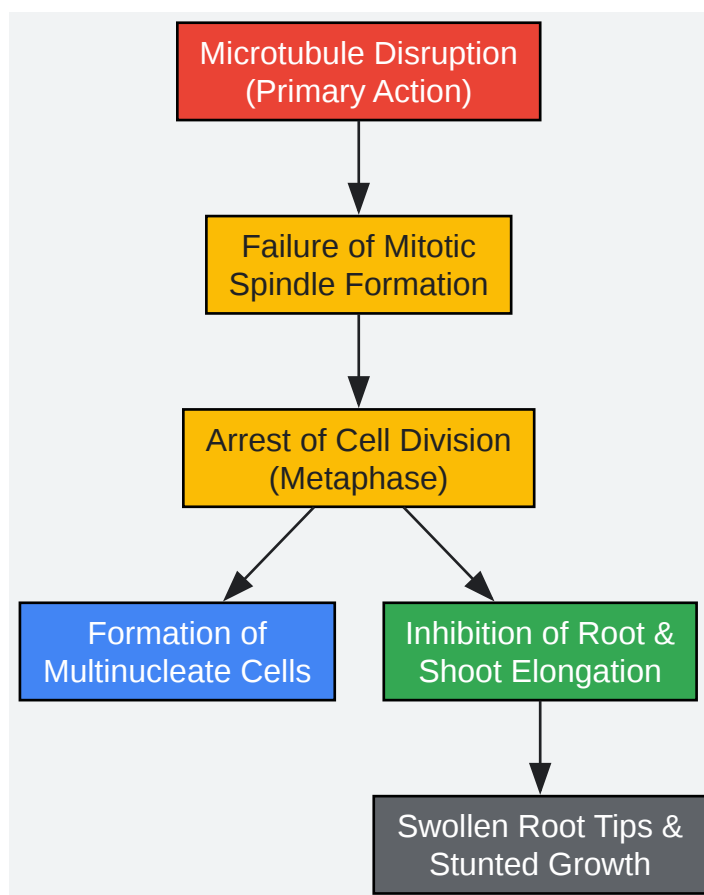 Microtubule Disruption
(Primary Action)
Failure of Mitotic
Spindle Formation
Arrest of Cell Division
(Metaphase)
Formation of
Multinucleate Cells
Inhibition of Root &
Shoot Elongation
Swollen Root Tips &
Stunted Growth